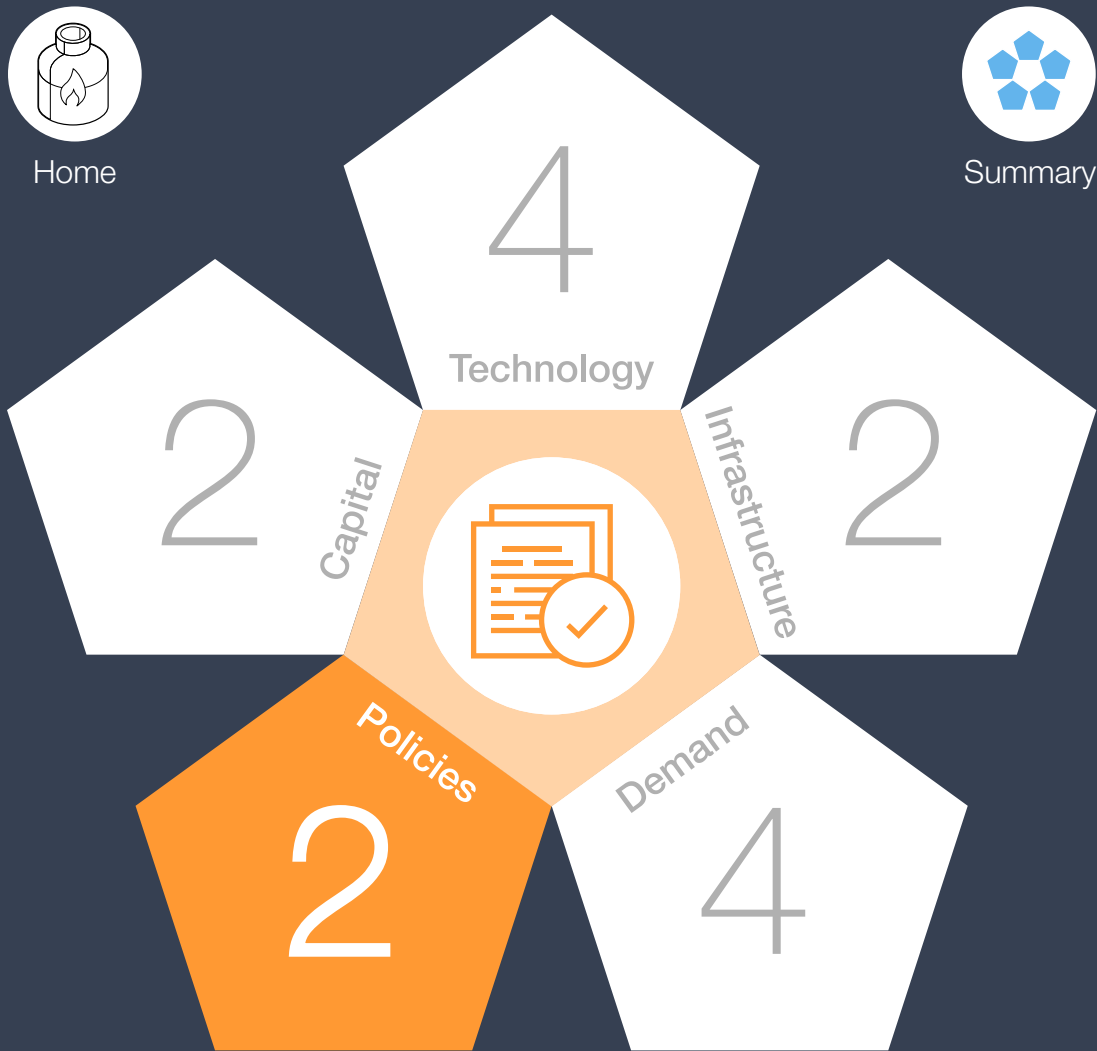 Home
Summary
4
Technology
2
Capital
Infrastructure
2
Policies
2
Demand
4